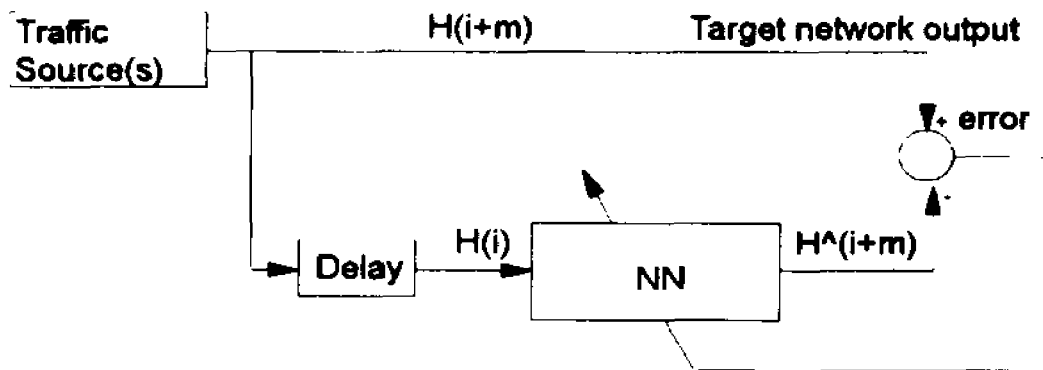 Traffic
Source(s)
H(i+m)
Target network output
+ error
-
Delay
H(i)
NN
H^(i+m)